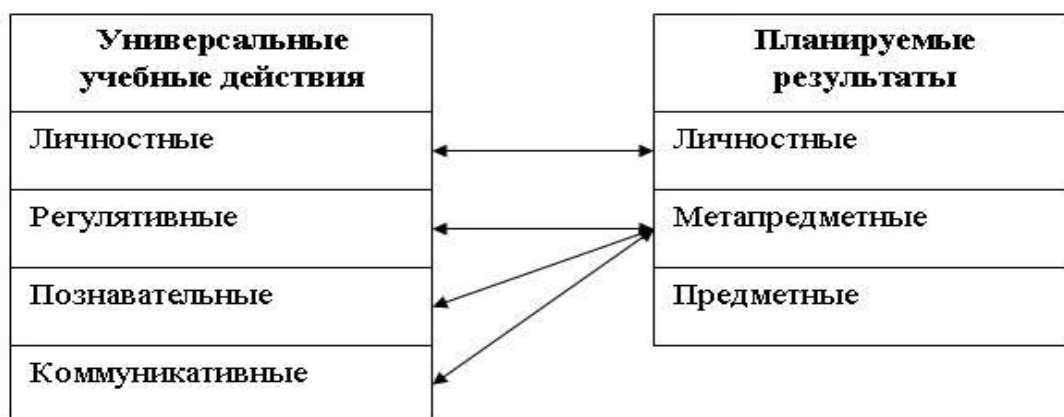 Универсальные
учебные действия
Личностные
Регулятивные
Познавательные
Коммуникативные
Планируемые
результаты
Личностные
Метапредметные
Предметные